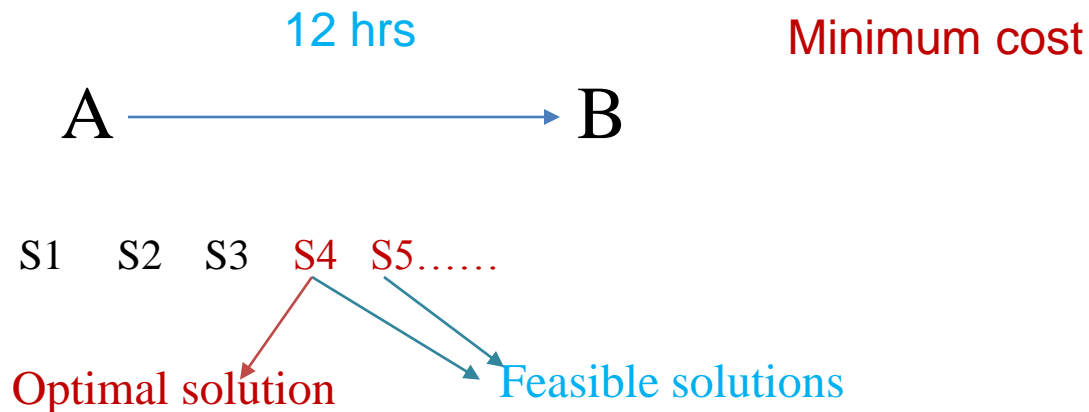 12 hrs
Minimum cost
A B
S1 S2 S3 S4 S5......
Optimal solution
Feasible solutions